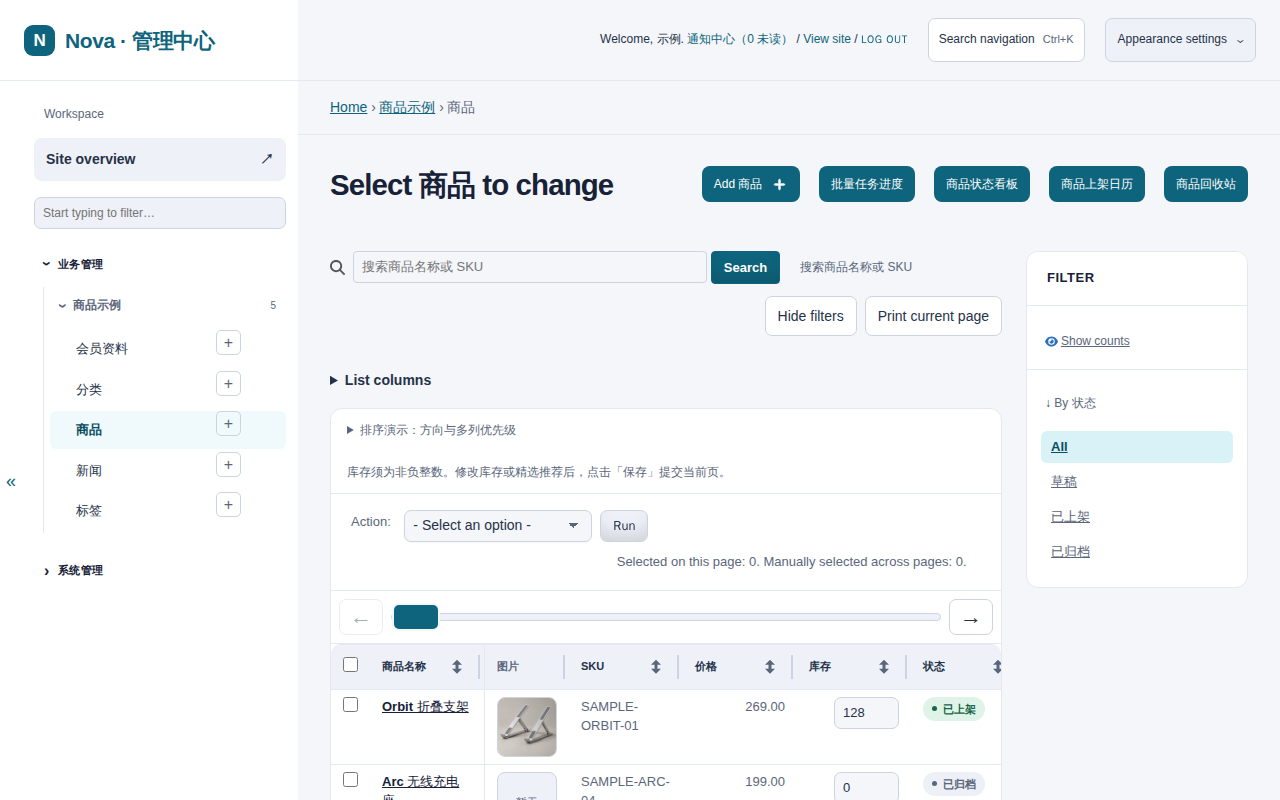 N Nova · 管理中心
Welcome, 示例. 通知中心（0 未读） / View site / LOG OUT
Search navigation Ctrl+K
Appearance settings
Workspace
Site overview ↗
Start typing to filter…
业务管理
商品示例 5
会员资料 +
分类 +
商品 +
新闻 +
标签 +
系统管理
«
Home › 商品示例 › 商品
Select 商品 to change
Add 商品
批量任务进度
商品状态看板
商品上架日历
商品回收站
搜索商品名称或 SKU
Search
搜索商品名称或 SKU
Hide filters
Print current page
List columns
排序演示：方向与多列优先级
库存须为非负整数。修改库存或精选推荐后，点击「保存」提交当前页。
Action: - Select an option - Run
Selected on this page: 0. Manually selected across pages: 0.
← →
商品名称 图片 SKU 价格 库存 状态
Orbit 折叠支架 SAMPLE-ORBIT-01 269.00 128 已上架
Arc 无线充电座 SAMPLE-ARC- 199.00 0 已归档
FILTER
Show counts
↓ By 状态
All
草稿
已上架
已归档